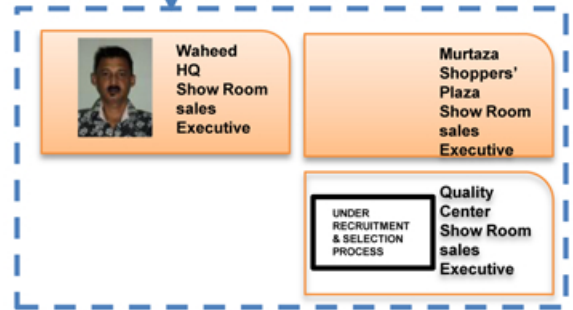 Waheed
HQ
Show Room
sales
Executive
Murtaza
Shoppers'
Plaza
Show Room
sales
Executive
UNDER
RECRUITMENT
& SELECTION
PROCESS
Quality
Center
Show Room
sales
Executive